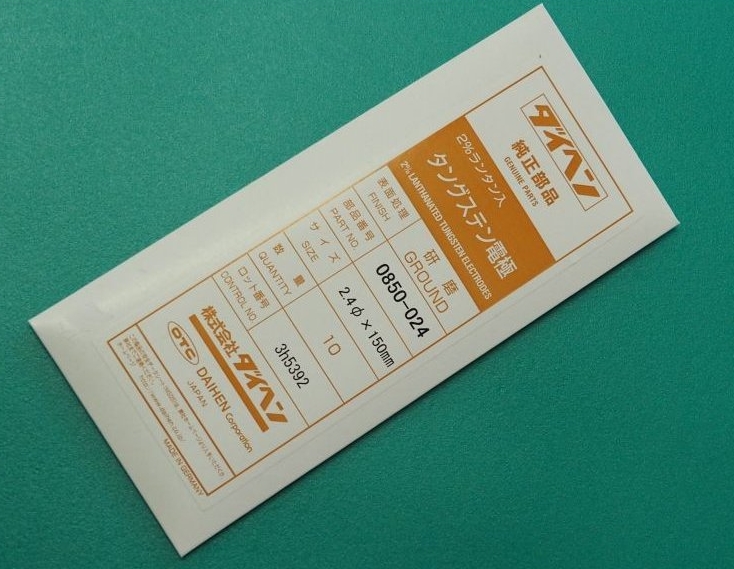 ダイヘン
純正部品
GENUINE PARTS
2%ランタン入
タングステン電極
2% LANTHANATED TUNGSTEN ELECTRODES
表面処理
FINISH
研 磨
GROUND
部品番号
PART NO.
0850-024
サイズ
SIZE
2.4φ×150mm
数 量
QUANTITY
10
ロット番号
CONTROL NO.
3h5392
株式会社ダイヘン
OTC
DAIHEN Corporation
JAPAN
MADE IN GERMANY